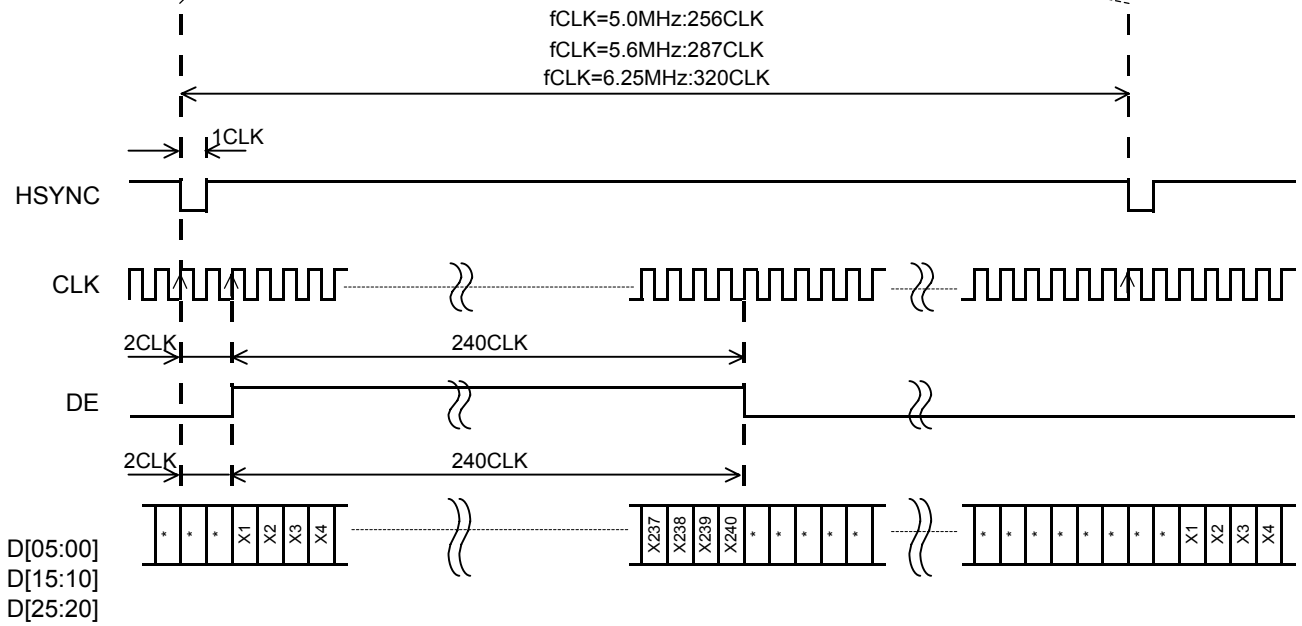 fCLK=5.0MHz:256CLK
fCLK=5.6MHz:287CLK
fCLK=6.25MHz:320CLK
1CLK
HSYNC
CLK
2CLK 240CLK
DE
2CLK 240CLK
* * * X1 X2 X3 X4 X237 X238 X239 X240 * * * * * * * * * * * * * X1 X2 X3 X4
D[05:00]
D[15:10]
D[25:20]